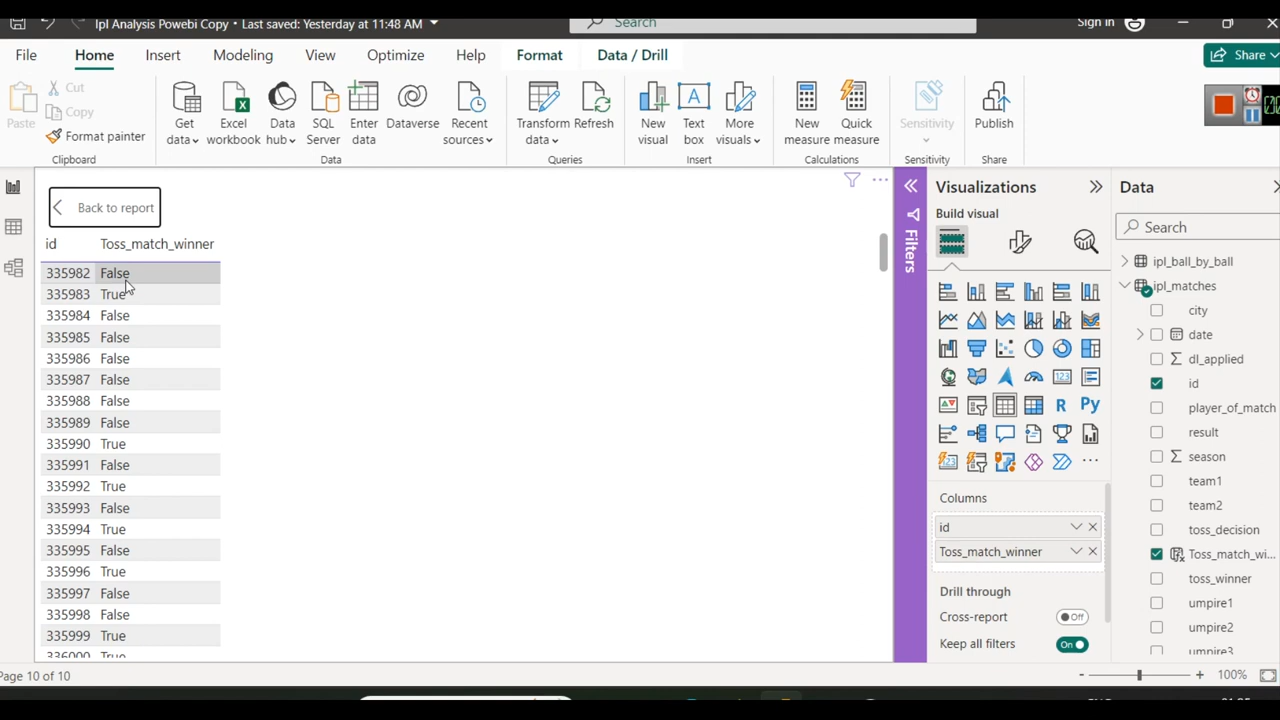 Ipl Analysis Powebi Copy • Last saved: Yesterday at 11:48 AM
Search
Sign in
File Home Insert Modeling View Optimize Help Format Data / Drill
Share
Paste
Cut
Copy
Format painter
Clipboard
Get data
Excel workbook
Data hub
SQL Server
Enter data
Dataverse
Recent sources
Data
Transform data
Refresh
Queries
New visual
Text box
More visuals
Insert
New measure
Quick measure
Calculations
Sensitivity
Sensitivity
Publish
Share
Back to report
id Toss_match_winner
335982 False
335983 True
335984 False
335985 False
335986 False
335987 False
335988 False
335989 False
335990 True
335991 False
335992 True
335993 False
335994 True
335995 False
335996 True
335997 False
335998 False
335999 True
336000 True
Filters
Visualizations
Build visual
R Py
Columns
id
Toss_match_winner
Drill through
Cross-report Off
Keep all filters On
Data
Search
ipl_ball_by_ball
ipl_matches
city
date
dl_applied
id
player_of_match
result
season
team1
team2
toss_decision
Toss_match_wi...
toss_winner
umpire1
umpire2
umpire3
Page 10 of 10
- + 100%